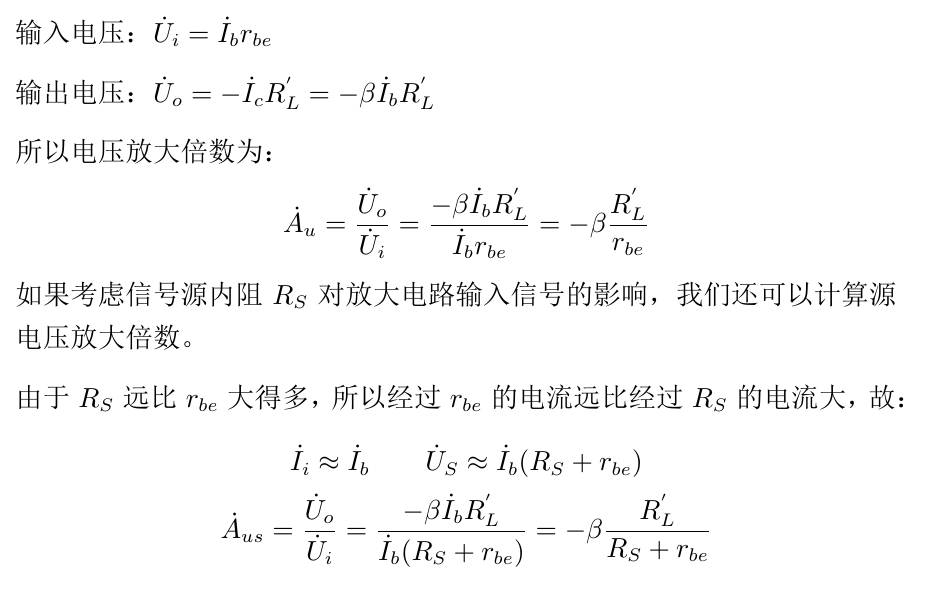 输入电压：$\dot{U}_i = \dot{I}_b r_{be}$
输出电压：$\dot{U}_o = -\dot{I}_c R_L^{'} = -\beta \dot{I}_b R_L^{'}$
所以电压放大倍数为：
$\dot{A}_u = \frac{\dot{U}_o}{\dot{U}_i} = \frac{-\beta \dot{I}_b R_L^{'}}{\dot{I}_b r_{be}} = -\beta \frac{R_L^{'}}{r_{be}}$
如果考虑信号源内阻 $R_S$ 对放大电路输入信号的影响，我们还可以计算源
电压放大倍数。
由于 $R_S$ 远比 $r_{be}$ 大得多，所以经过 $r_{be}$ 的电流远比经过 $R_S$ 的电流大，故：
$\dot{I}_i \approx \dot{I}_b \qquad \dot{U}_S \approx \dot{I}_b (R_S + r_{be})$
$\dot{A}_{us} = \frac{\dot{U}_o}{\dot{U}_i} = \frac{-\beta \dot{I}_b R_L^{'}}{\dot{I}_b (R_S + r_{be})} = -\beta \frac{R_L^{'}}{R_S + r_{be}}$